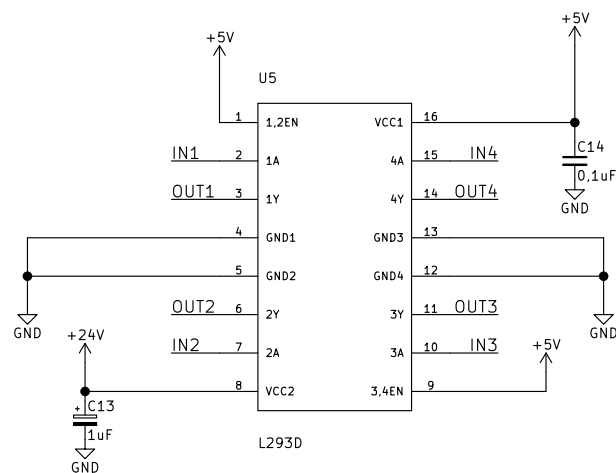 +5V
+5V
U5
1 1,2EN VCC1 16
IN1 2 1A 4A 15 IN4
C14
0,1uF
OUT1 3 1Y 4Y 14 OUT4
GND
4 GND1 GND3 13
5 GND2 GND4 12
OUT2 6 2Y 3Y 11 OUT3
GND
GND
+24V
+5V
IN2 7 2A 3A 10 IN3
8 VCC2 3,4EN 9
+ C13
1uF
L293D
GND